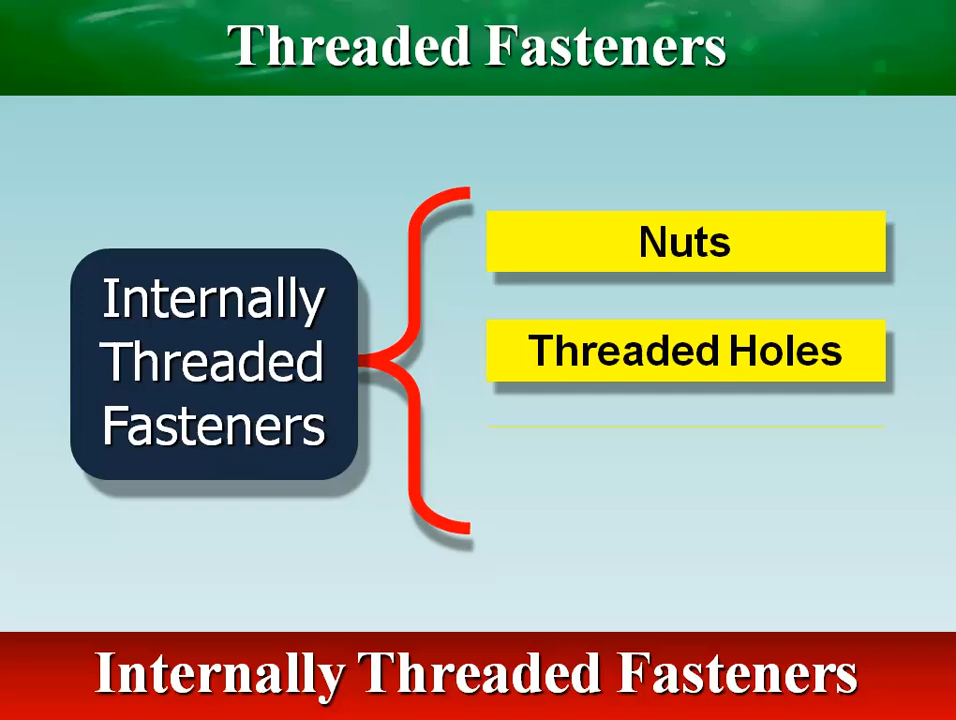 Threaded Fasteners
Internally
Threaded
Fasteners
Nuts
Threaded Holes
Internally Threaded Fasteners